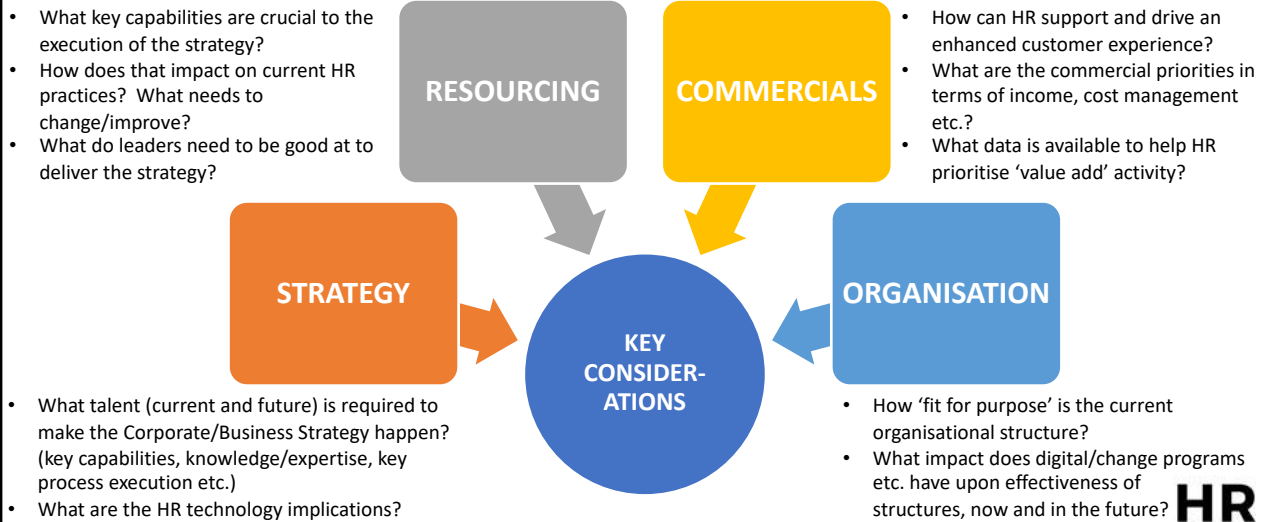 • What key capabilities are crucial to the
execution of the strategy?
• How does that impact on current HR
practices?  What needs to
change/improve?
• What do leaders need to be good at to
deliver the strategy?
RESOURCING
COMMERCIALS
• How can HR support and drive an
enhanced customer experience?
• What are the commercial priorities in
terms of income, cost management
etc.?
• What data is available to help HR
prioritise ‘value add’ activity?
STRATEGY
KEY
CONSIDER-
ATIONS
ORGANISATION
• What talent (current and future) is required to
make the Corporate/Business Strategy happen?
(key capabilities, knowledge/expertise, key
process execution etc.)
• What are the HR technology implications?
• How ‘fit for purpose’ is the current
organisational structure?
• What impact does digital/change programs
etc. have upon effectiveness of
structures, now and in the future?
HR